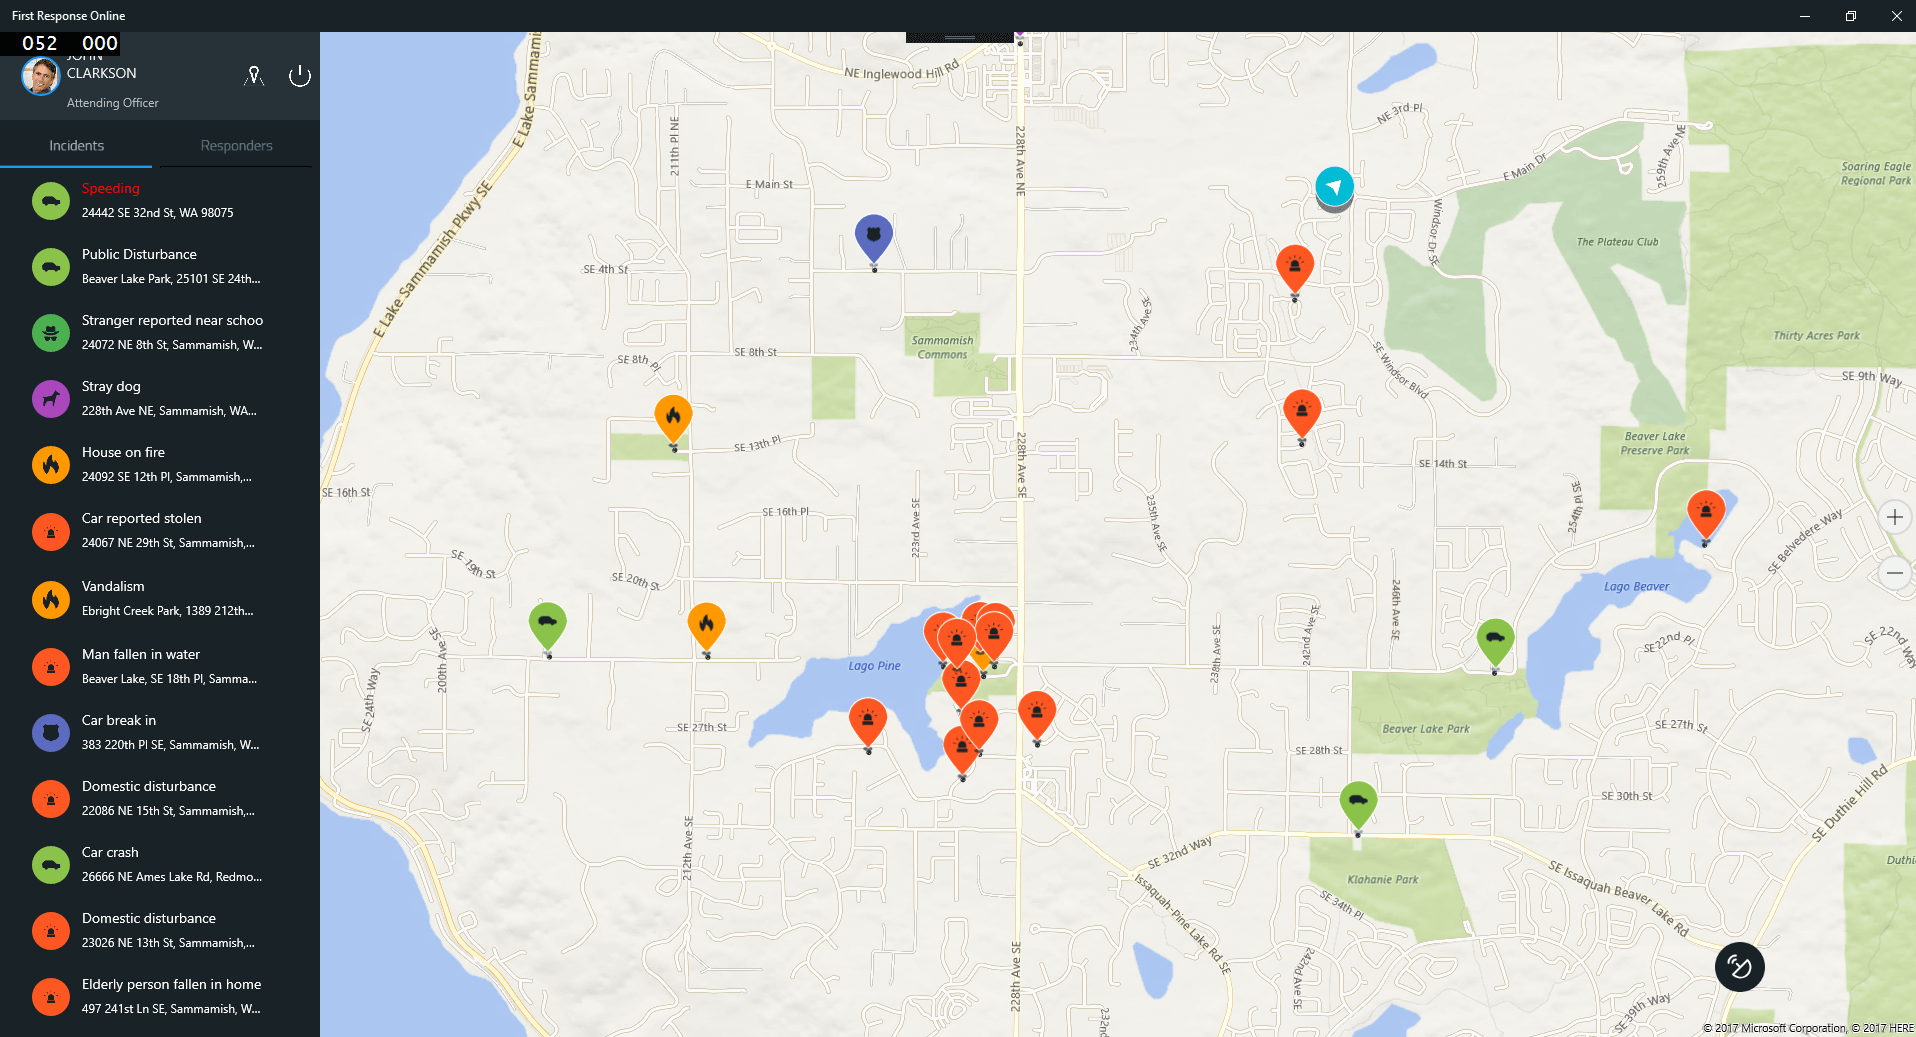 First Response Online
052 000
JOHN
CLARKSON
Attending Officer
Incidents
Responders
Speeding
24442 SE 32nd St, WA 98075
Public Disturbance
Beaver Lake Park, 25101 SE 24th...
Stranger reported near schoo
24072 NE 8th St, Sammamish, W...
Stray dog
228th Ave NE, Sammamish, WA...
House on fire
24092 SE 12th Pl, Sammamish,...
Car reported stolen
24067 NE 29th St, Sammamish,...
Vandalism
Ebright Creek Park, 1389 212th...
Man fallen in water
Beaver Lake, SE 18th Pl, Samma...
Car break in
383 220th Pl SE, Sammamish, W...
Domestic disturbance
22086 NE 15th St, Sammamish,...
Car crash
26666 NE Ames Lake Rd, Redmo...
Domestic disturbance
23026 NE 13th St, Sammamish,...
Elderly person fallen in home
497 241st Ln SE, Sammamish, W...
E Lake Sammamis
NE Inglewood Hill Rd
NE 3rd Pl
211th Pl NE
228th Ave NE
259th Ave NE
E Main Dr
Soaring Eagle
Regional Park
E Main St
E Lake Sammamish Pkwy SE
Windsor Dr SE
The Plateau Club
SE 4th St
234th Ave SE
Sammamish
Commons
Thirty Acres Park
SE 8th Pl
SE 8th St
SE Windsor Blvd
SE 9th Way
SE 13th Pl
228th Ave SE
Beaver Lake
Preserve Park
SE 14th St
SE 16th St
SE 16th Pl
223rd Ave SE
235th Ave SE
254th Pl SE
SE Belvedere Way
SE 19th St
SE 20th St
Lago Beaver
246th Ave SE
242nd Ave SE
238th Ave SE
SE 22nd Pl
SE 22nd Way
200th Ave
SE 24th Way
Lago Pine
SE 27th St
Beaver Lake Park
SE 27th St
SE 28th St
SE 30th St
SE Duthie Hill Rd
212th Ave SE
SE 32nd Way
Klahanie Park
SE Issaquah Beaver Lake Rd
Duthi
Issaquah-Pine Lake Rd SE
SE 34th Pl
228th Ave SE
242nd Ave SE
232nd
SE 39th Way
© 2017 Microsoft Corporation, © 2017 HERE